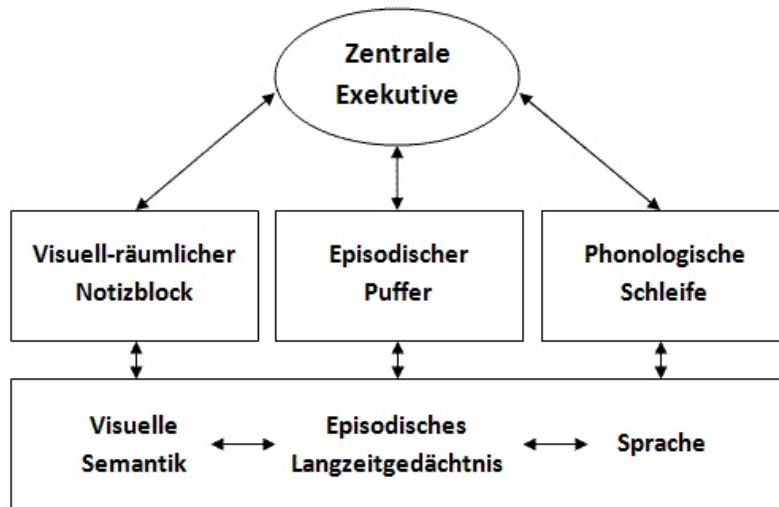 Zentrale
Exekutive
Visuell-räumlicher
Notizblock
Episodischer
Puffer
Phonologische
Schleife
Visuelle
Semantik
Episodisches
Langzeitgedächtnis
Sprache